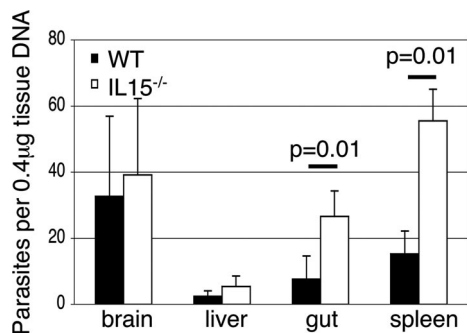 Parasites per 0.4µg tissue DNA
80
60
40
20
0
WT
IL15-/-
p=0.01
p=0.01
brain liver gut spleen